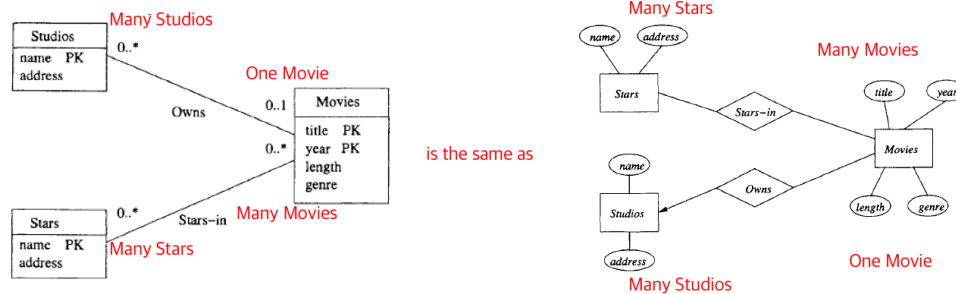 Many Studios
Studios
name PK
address
0..*
Owns
One Movie
0..1
Movies
title PK
year PK
length
genre
0..*
Many Movies
Stars-in
0..*
Stars
name PK
address
Many Stars
is the same as
Many Stars
name
address
Stars
Stars-in
Many Movies
title
year
Movies
length
genre
One Movie
name
Owns
Studios
address
Many Studios